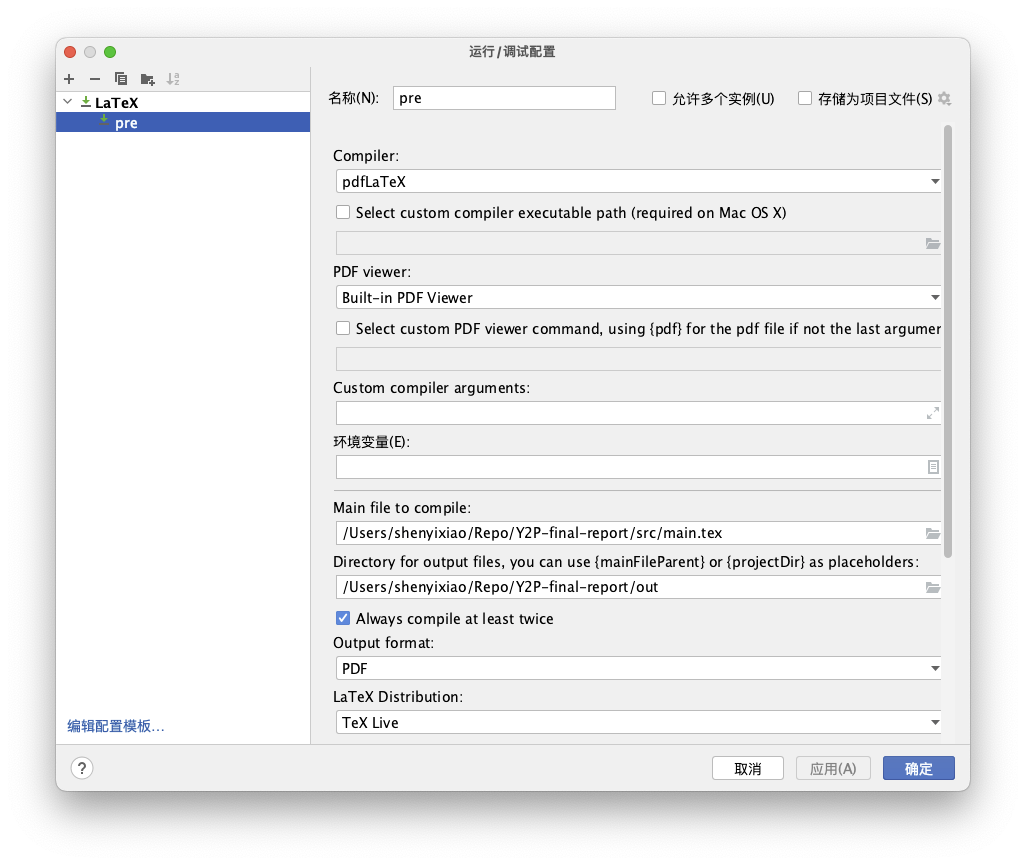 运行/调试配置
LaTeX
pre
编辑配置模板...
名称(N): pre 允许多个实例(U) 存储为项目文件(S)
Compiler:
pdfLaTeX
Select custom compiler executable path (required on Mac OS X)
PDF viewer:
Built-in PDF Viewer
Select custom PDF viewer command, using {pdf} for the pdf file if not the last argumen
Custom compiler arguments:
环境变量(E):
Main file to compile:
/Users/shenyixiao/Repo/Y2P-final-report/src/main.tex
Directory for output files, you can use {mainFileParent} or {projectDir} as placeholders:
/Users/shenyixiao/Repo/Y2P-final-report/out
Always compile at least twice
Output format:
PDF
LaTeX Distribution:
TeX Live
? 取消 应用(A) 确定